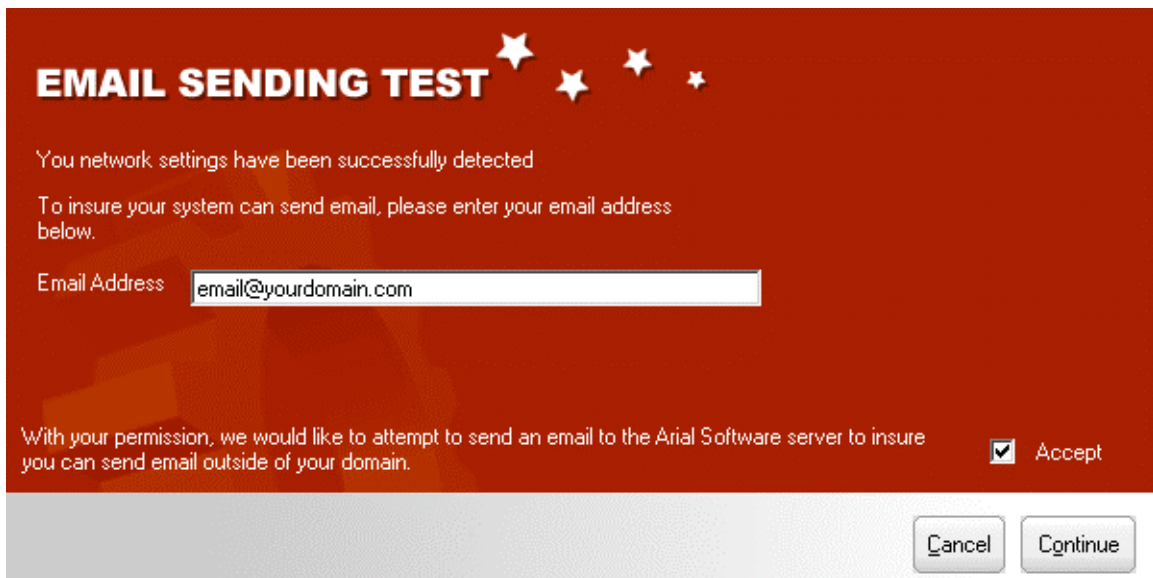 EMAIL SENDING TEST
You network settings have been successfully detected
To insure your system can send email, please enter your email address
below.
Email Address
email@yourdomain.com
With your permission, we would like to attempt to send an email to the Arial Software server to insure
you can send email outside of your domain.
Accept
Cancel
Continue